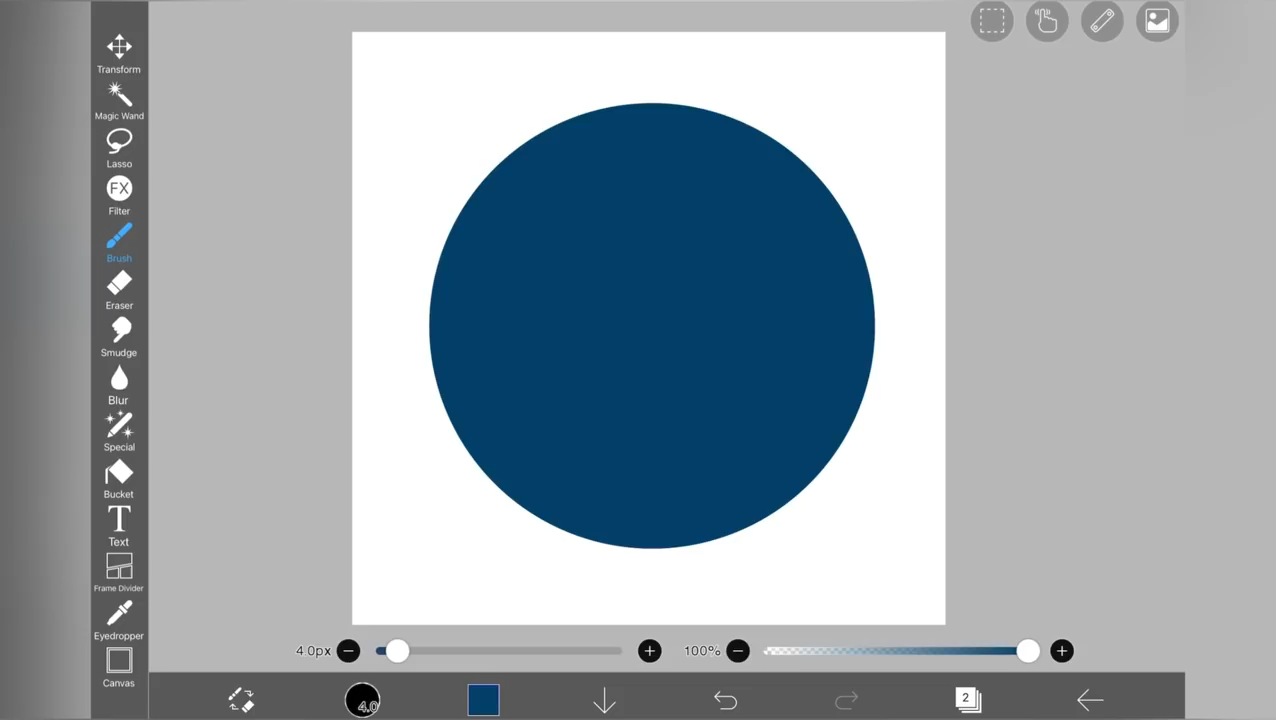 Transform
Magic Wand
Lasso
FX
Filter
Brush
Eraser
Smudge
Blur
Special
Bucket
T
Text
Frame Divider
Eyedropper
Canvas
4.0px
100%
4.0
2